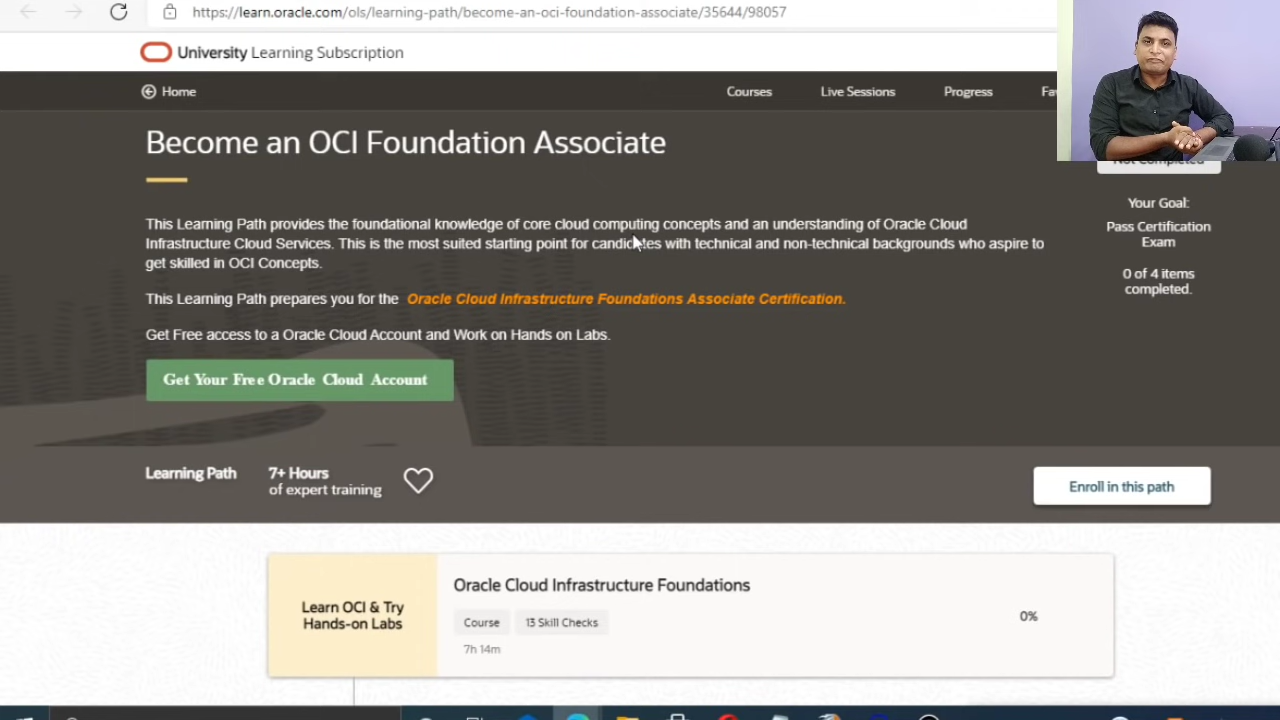 https://learn.oracle.com/ols/learning-path/become-an-oci-foundation-associate/35644/98057
University Learning Subscription
Home
Courses
Live Sessions
Progress
Become an OCI Foundation Associate
Not Completed
This Learning Path provides the foundational knowledge of core cloud computing concepts and an understanding of Oracle Cloud
Infrastructure Cloud Services. This is the most suited starting point for candidates with technical and non-technical backgrounds who aspire to
get skilled in OCI Concepts.
Your Goal:
Pass Certification
Exam
0 of 4 items
completed.
This Learning Path prepares you for the Oracle Cloud Infrastructure Foundations Associate Certification.
Get Free access to a Oracle Cloud Account and Work on Hands on Labs.
Get Your Free Oracle Cloud Account
Learning Path
7+ Hours
of expert training
Enroll in this path
Learn OCI & Try
Hands-on Labs
Oracle Cloud Infrastructure Foundations
Course
13 Skill Checks
7h 14m
0%